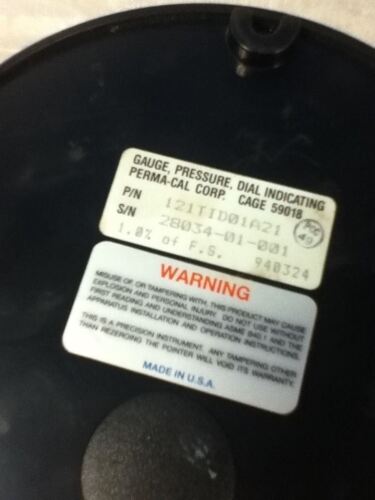 GAUGE, PRESSURE, DIAL INDICATING
PERMA-CAL CORP. CAGE 59018
P/N 121TID01A21
S/N 28034-01-001
1.0% of F.S. 940324
WARNING
MISUSE OF, OR TAMPERING WITH, THIS PRODUCT MAY CAUSE
EXPLOSION AND PERSONAL INJURY. DO NOT USE WITHOUT
FIRST READING AND UNDERSTANDING ASME B40.1 AND THE
APPARATUS INSTALLATION AND OPERATION INSTRUCTIONS.
THIS IS A PRECISION INSTRUMENT. ANY TAMPERING OTHER
THAN REZEROING THE POINTER WILL VOID ITS WARRANTY.
MADE IN U.S.A.